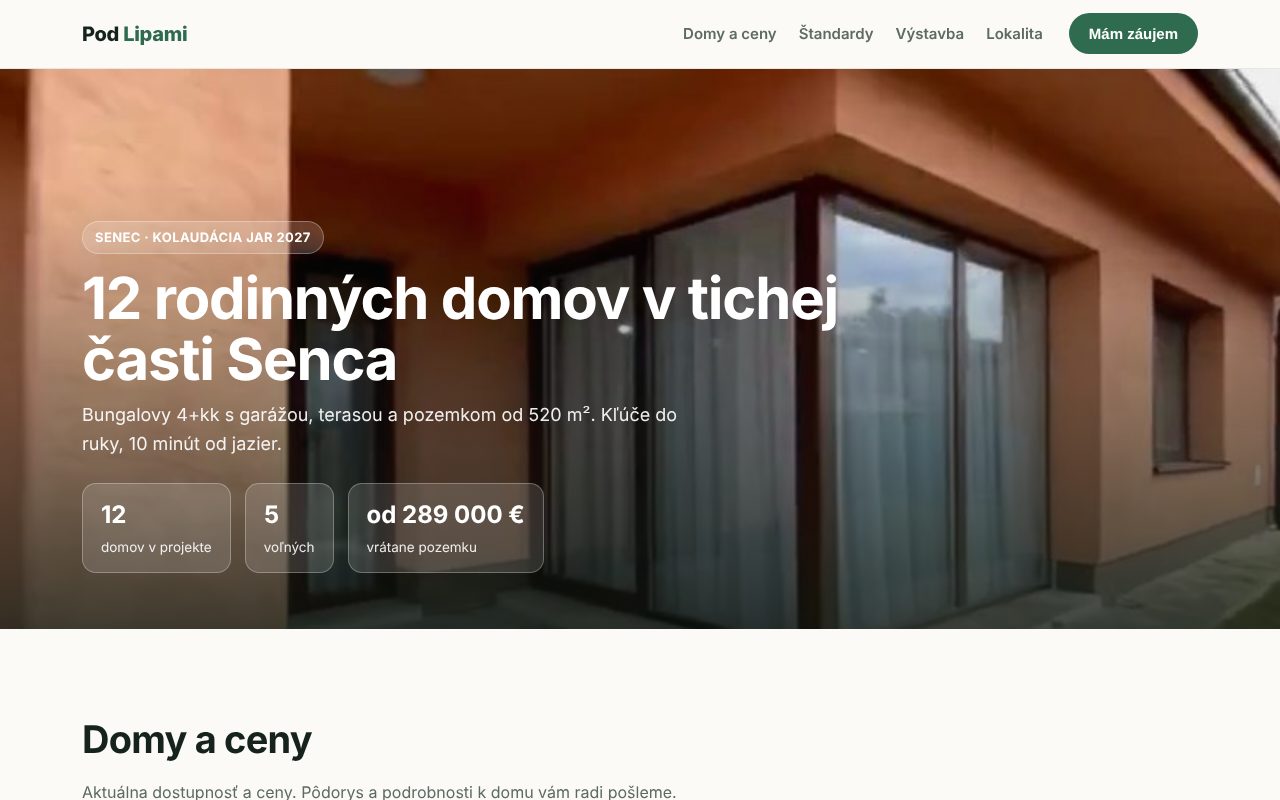 Pod Lipami
Domy a ceny
Štandardy
Výstavba
Lokalita
Mám záujem
SENEC · KOLAUDÁCIA JAR 2027
12 rodinných domov v tichej
časti Senca
Bungalovy 4+kk s garážou, terasou a pozemkom od 520 m². Kľúče do
ruky, 10 minút od jazier.
12
domov v projekte
5
voľných
od 289 000 €
vrátane pozemku
Domy a ceny
Aktuálna dostupnosť a ceny. Pôdorys a podrobnosti k domu vám radi pošleme.